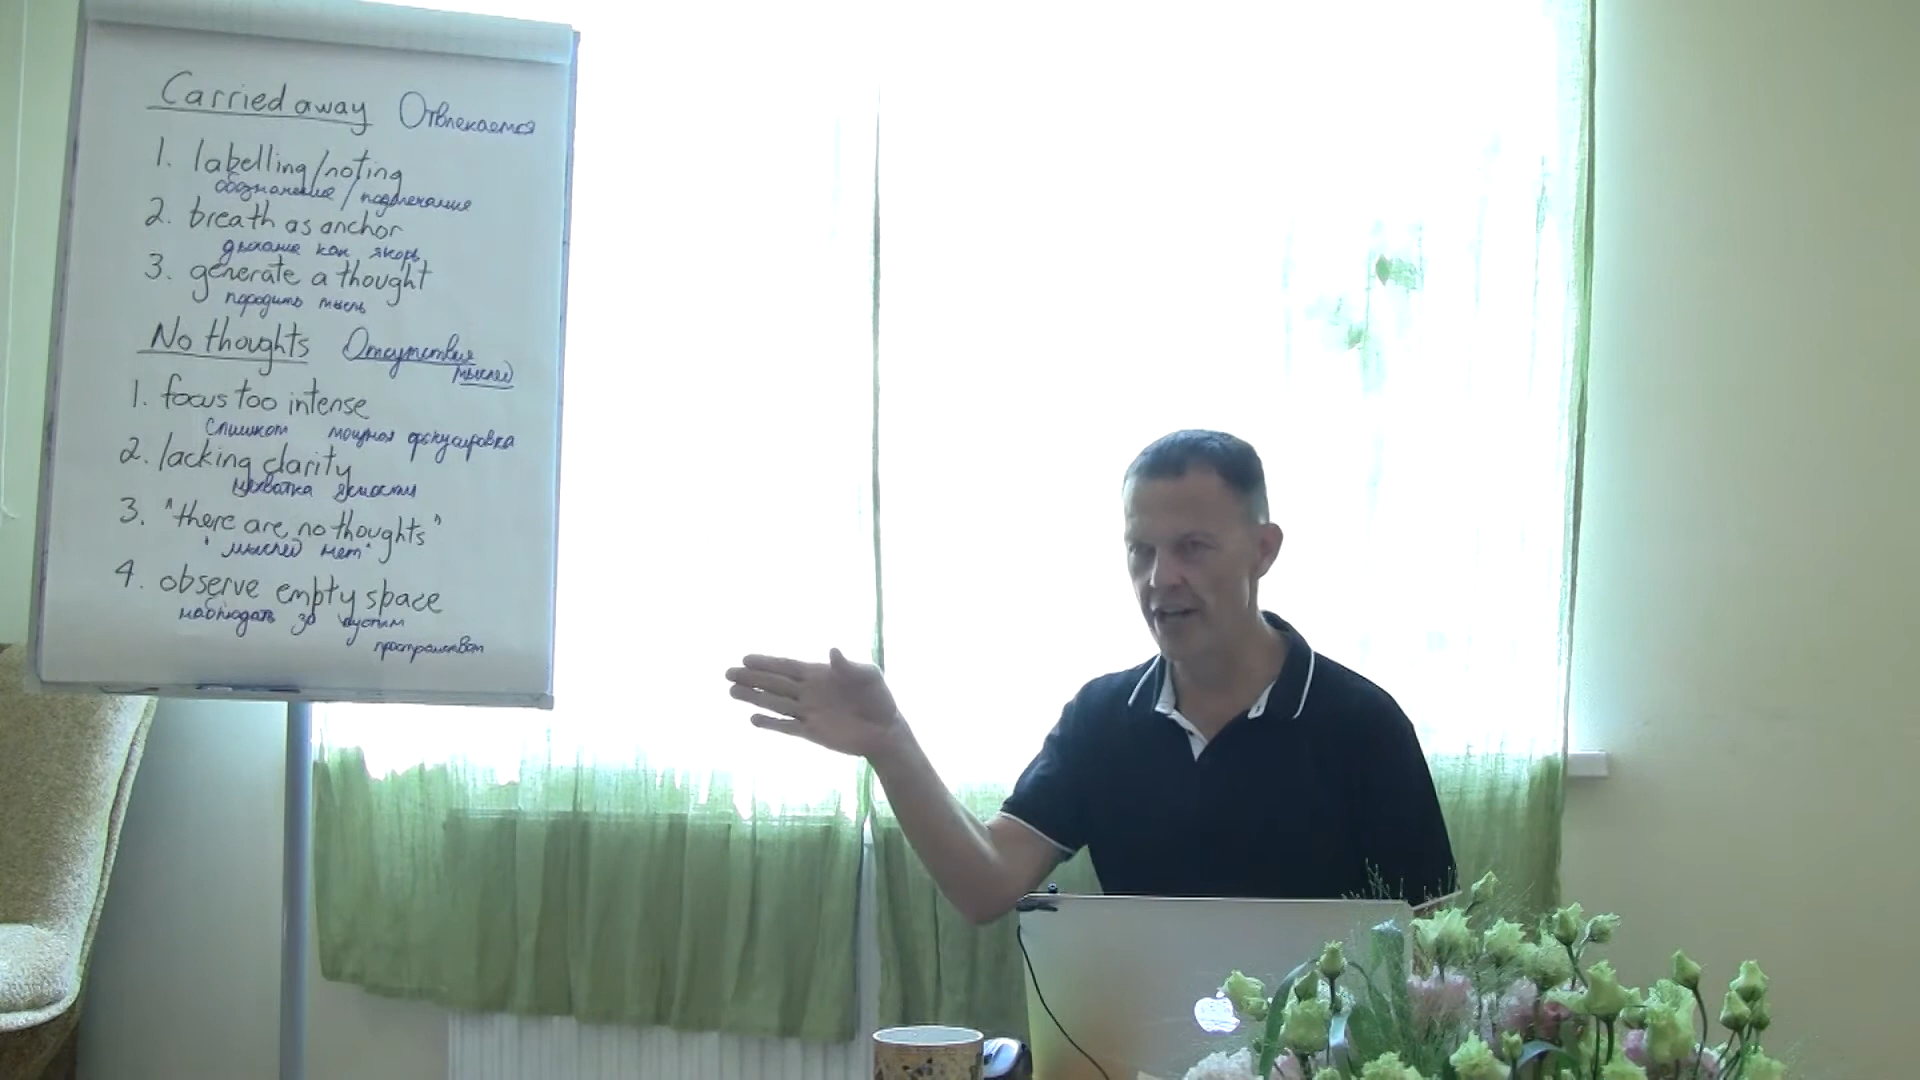 Carried away Отвлекаемся
1. labelling/noting
обозначение / подмечание
2. breath as anchor
дыхание как якорь
3. generate a thought
породить мысль
No thoughts Отсутствие
мыслей
1. focus too intense
Слишком мощная фокусировка
2. lacking clarity
нехватка ясности
3. "there are no thoughts"
"мыслей нет"
4. observe empty space
наблюдать за пустым
пространством